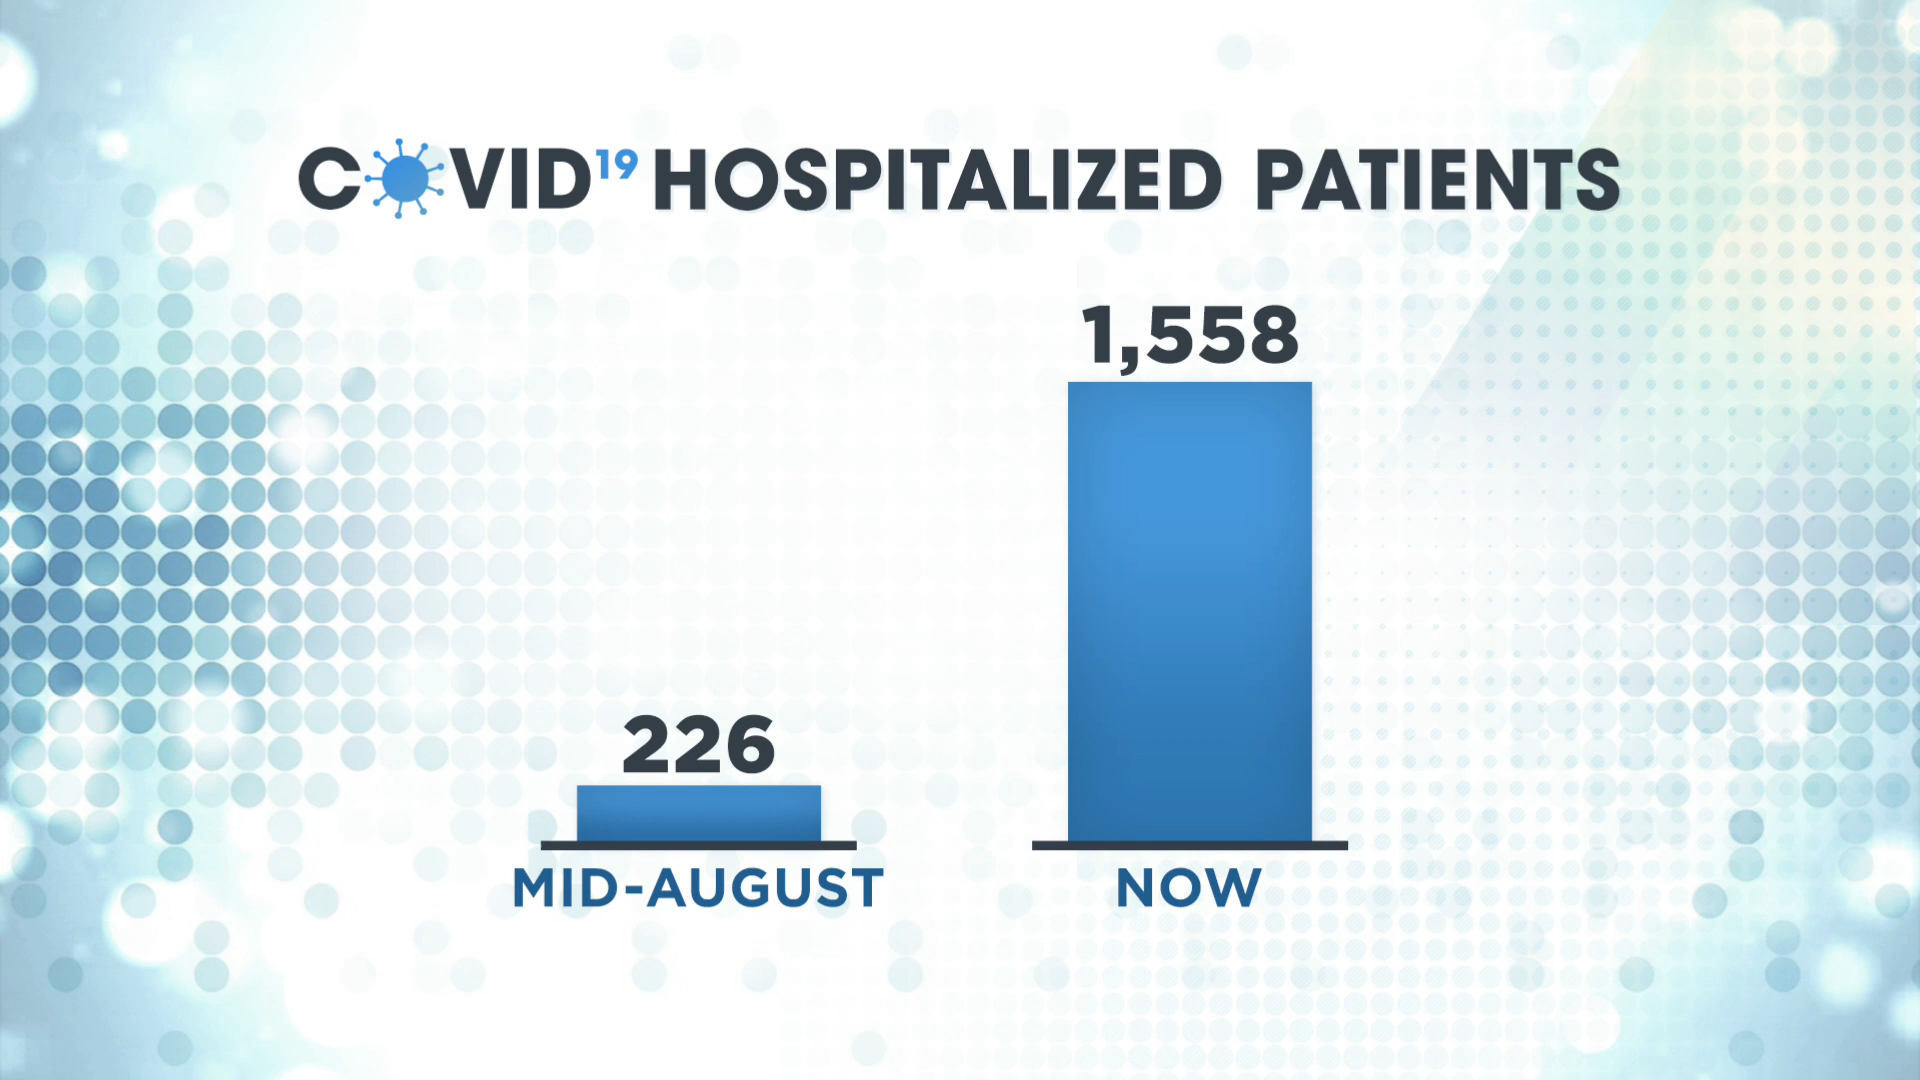 COVID19 HOSPITALIZED PATIENTS
226
1,558
MID-AUGUST
NOW